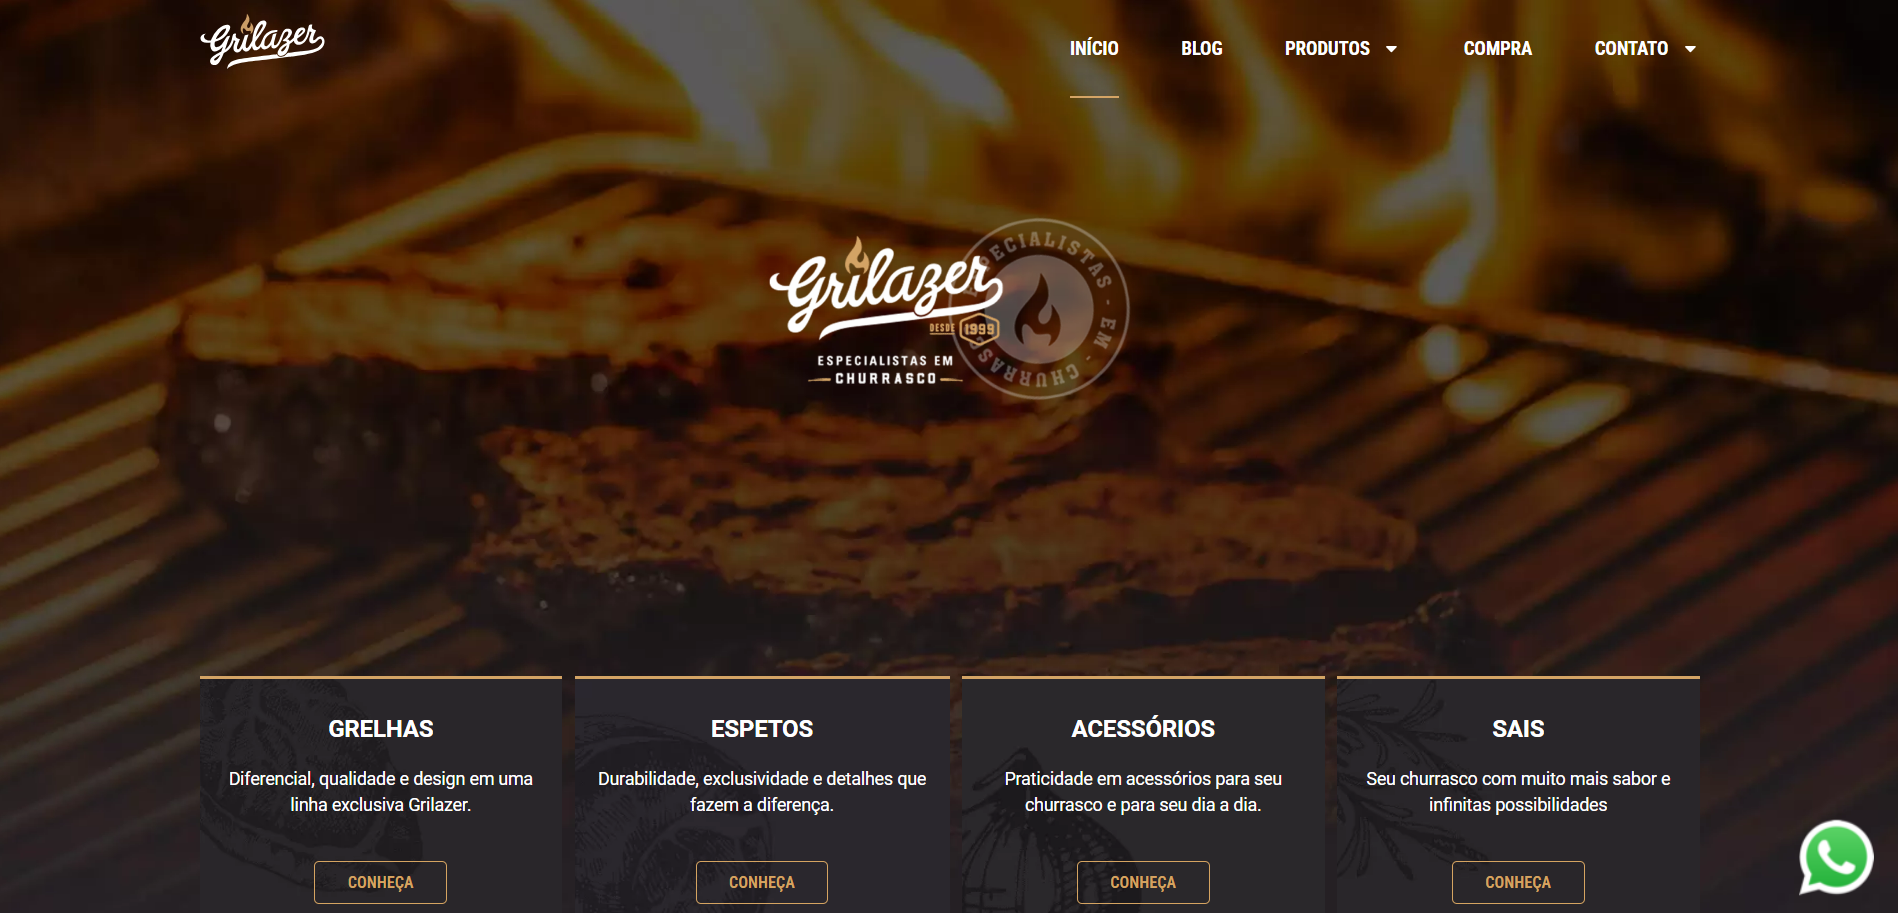 Grilazer
INÍCIO
BLOG
PRODUTOS
COMPRA
CONTATO
Grilazer
DESDE 1999
ESPECIALISTAS EM
CHURRASCO
ESPECIALISTAS - EM - CHURRASCO
GRELHAS
Diferencial, qualidade e design em uma
linha exclusiva Grilazer.
CONHEÇA
ESPETOS
Durabilidade, exclusividade e detalhes que
fazem a diferença.
CONHEÇA
ACESSÓRIOS
Praticidade em acessórios para seu
churrasco e para seu dia a dia.
CONHEÇA
SAIS
Seu churrasco com muito mais sabor e
infinitas possibilidades
CONHEÇA